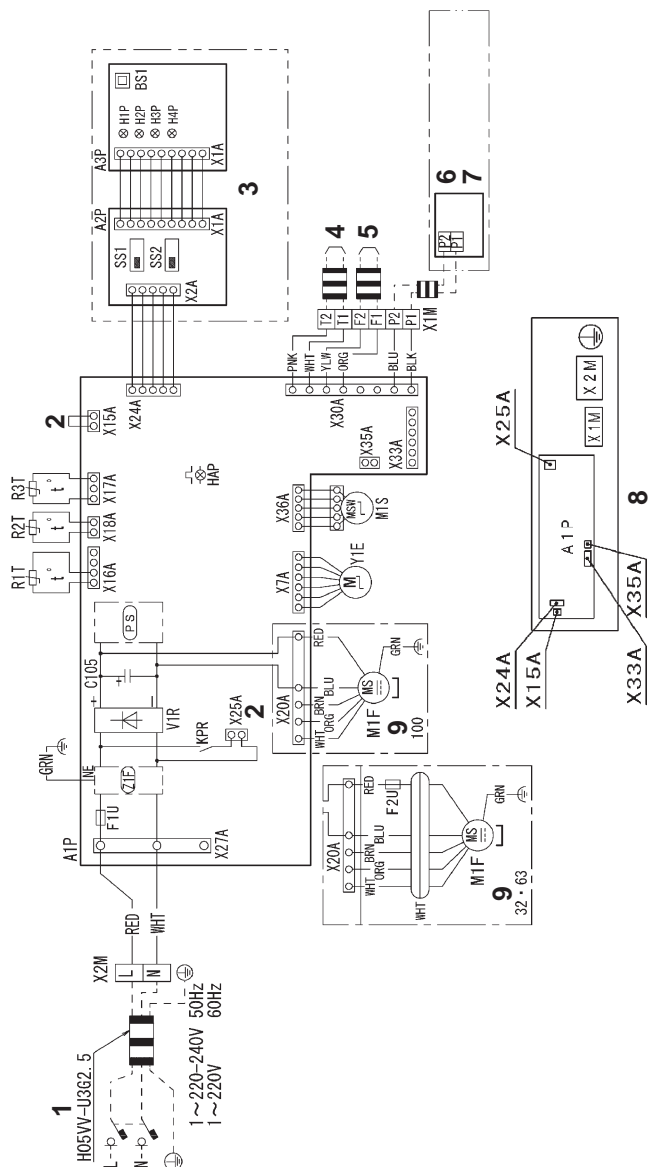 1
H05VV-U3G2.5
L
N
1～220-240V 50Hz
1～220V 60Hz
X2M
L
N
RED
WHT
A1P
F1U
X27A
GRN
NE
Z1F
V1R
C105
+
+
-
PS
KPR
X25A
2
R1T
t°
X16A
R2T
t°
X18A
R3T
t°
X17A
2
X15A
X24A
HAP
X20A
WHT
ORG
BRN
BLU
RED
MS
GRN
M1F
9
100
X7A
M
Y1E
X36A
MSW
M1S
X35A
X33A
X30A
PNK
WHT
YLW
ORG
BLU
BLK
T2
T1
F2
F1
P2
P1
X1M
4
5
A2P
X2A
SS1
SS2
X1A
A3P
X1A
H1P
H2P
H3P
H4P
BS1
3
6
7
P2
P1
X20A
WHT
ORG
BRN
BLU
RED
F2U
WHT
MS
GRN
M1F
9
32・63
X24A
X15A
X25A
A1P
X1M
X2M
X33A
X35A
8